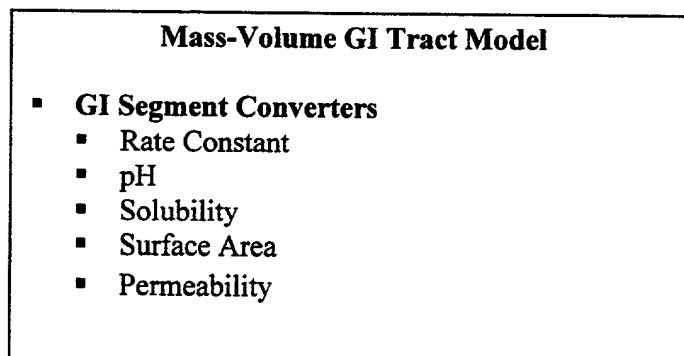 Mass-Volume GI Tract Model
▪ GI Segment Converters
▪ Rate Constant
▪ pH
▪ Solubility
▪ Surface Area
▪ Permeability